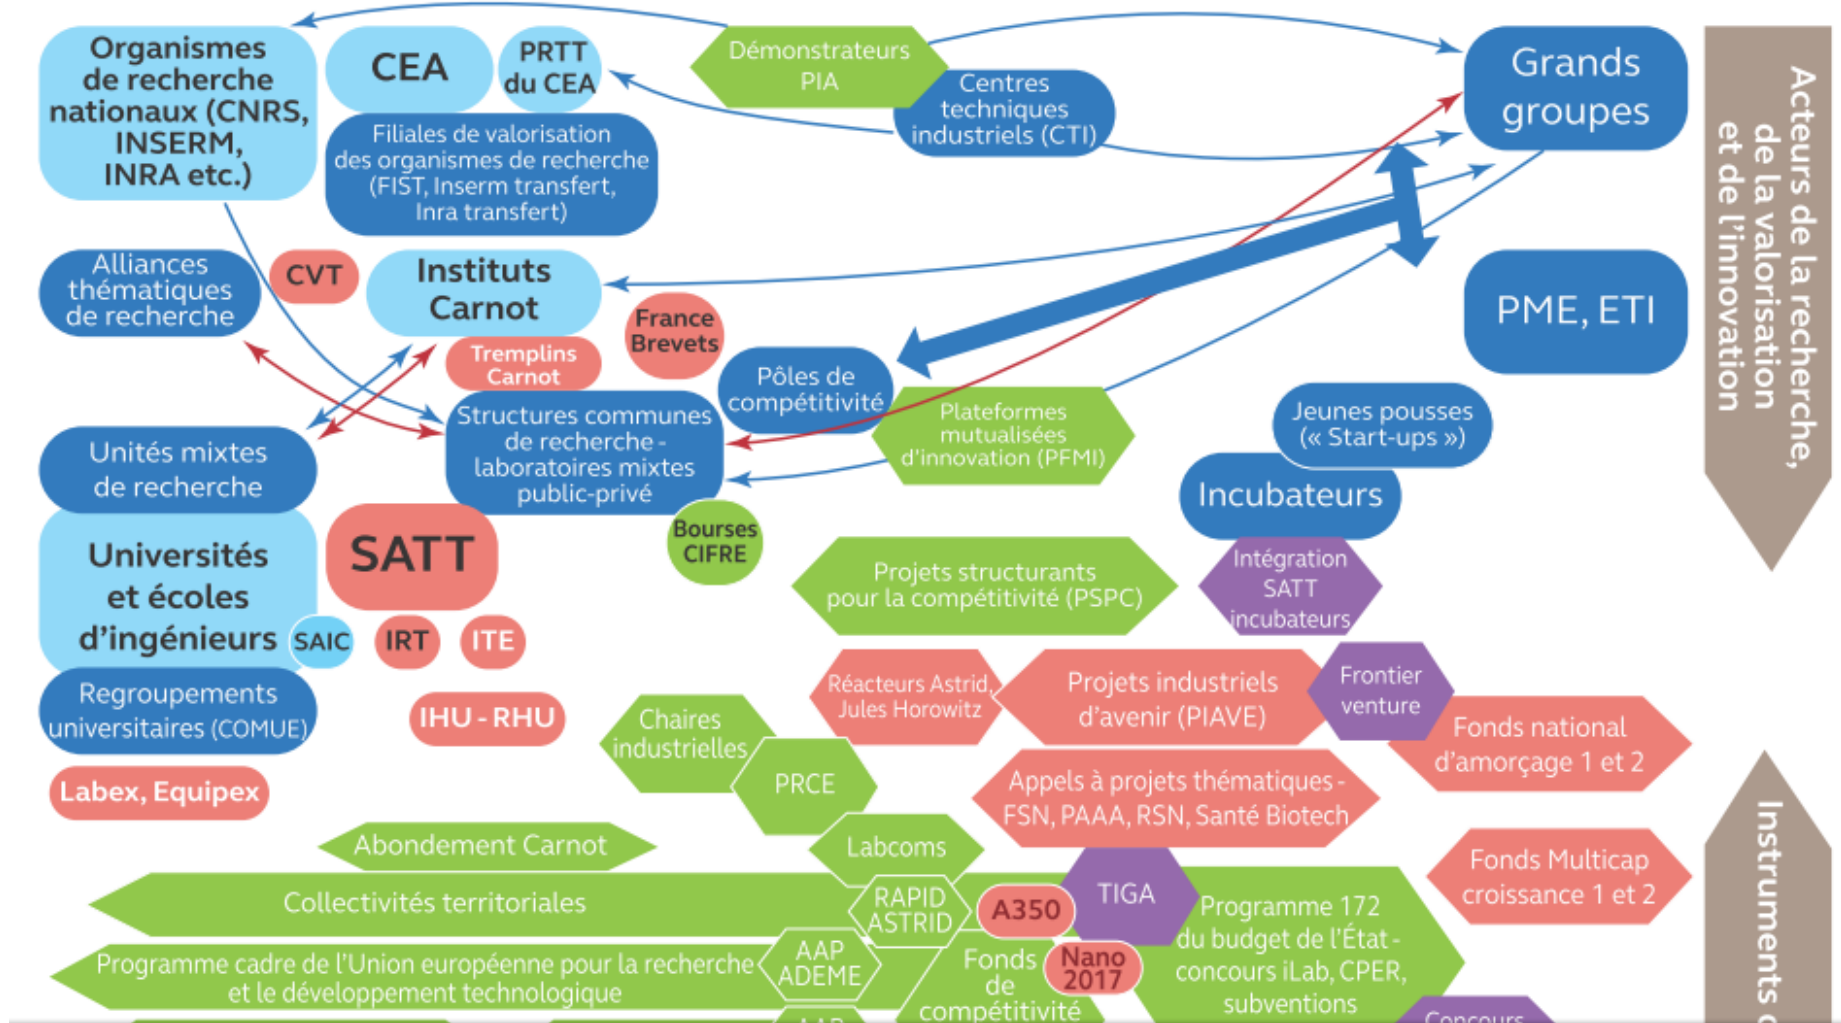 Organismes
de recherche
nationaux (CNRS,
INSERM,
INRA etc.)
CEA
PRTT
du CEA
Démonstrateurs
PIA
Centres
techniques
industriels (CTI)
Grands
groupes
Acteurs de la recherche,
de la valorisation
et de l'innovation
Filiales de valorisation
des organismes de recherche
(FIST, Inserm transfert,
Inra transfert)
Alliances
thématiques
de recherche
CVT
Instituts
Carnot
France
Brevets
Tremplins
Carnot
PME, ETI
Pôles de
compétitivité
Structures communes
de recherche -
laboratoires mixtes
public-privé
Plateformes
mutualisées
d'innovation (PFMI)
Jeunes pousses
(« Start-ups »)
Unités mixtes
de recherche
Incubateurs
Universités
et écoles
d'ingénieurs
SATT
Bourses
CIFRE
Projets structurants
pour la compétitivité (PSPC)
Intégration
SATT
incubateurs
SAIC
IRT
ITE
Regroupements
universitaires (COMUE)
IHU - RHU
Chaires
industrielles
Réacteurs Astrid,
Jules Horowitz
Projets industriels
d'avenir (PIAVE)
Frontier
venture
Fonds national
d'amorçage 1 et 2
Labex, Equipex
PRCE
Appels à projets thématiques -
FSN, PAAA, RSN, Santé Biotech
Abondement Carnot
Labcoms
Fonds Multicap
croissance 1 et 2
Collectivités territoriales
RAPID
ASTRID
A350
TIGA
Programme 172
du budget de l'État -
concours iLab, CPER,
subventions
Programme cadre de l'Union européenne pour la recherche
et le développement technologique
AAP
ADEME
Fonds
de
compétitivité
Nano
2017
AAP
Concours
Instruments